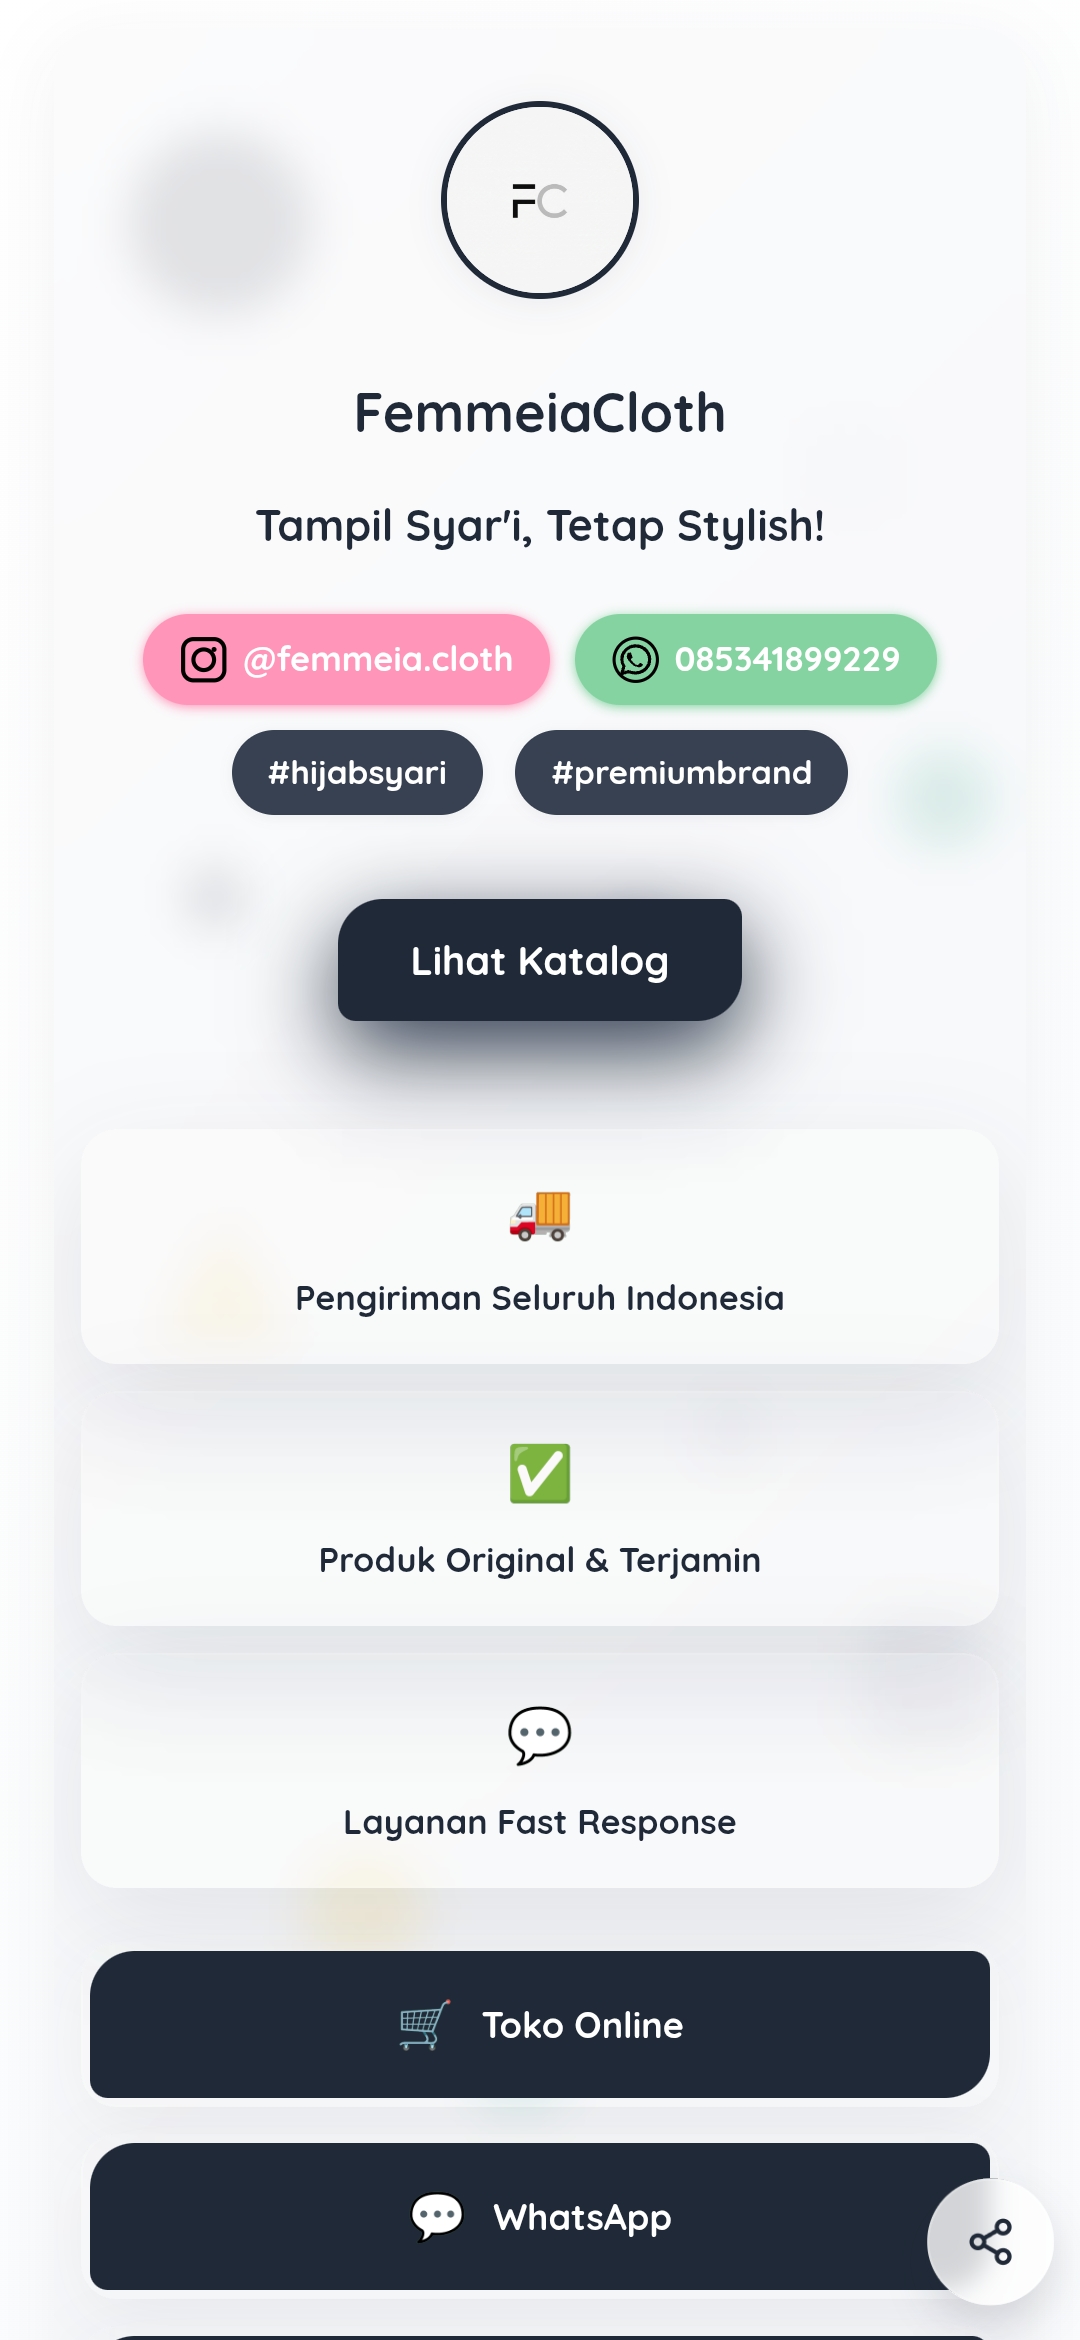 FC
FemmeiaCloth
Tampil Syar'i, Tetap Stylish!
@femmeia.cloth
085341899229
#hijabsyari
#premiumbrand
Lihat Katalog
Pengiriman Seluruh Indonesia
Produk Original & Terjamin
Layanan Fast Response
Toko Online
WhatsApp